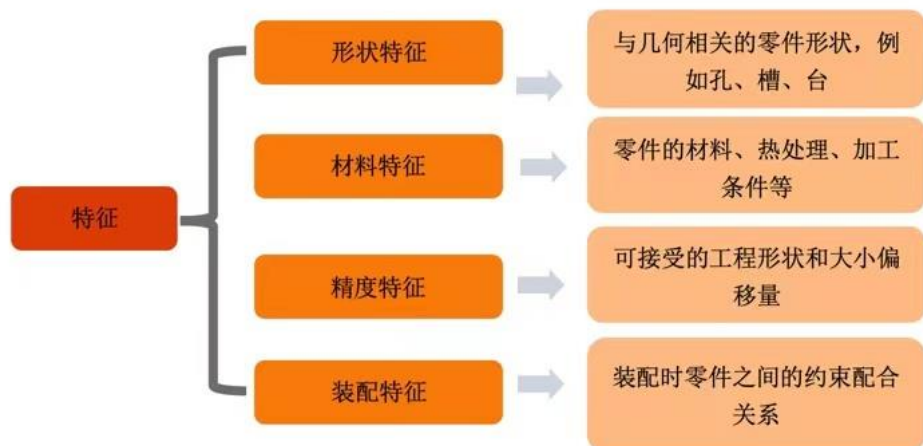 形状特征
与几何相关的零件形状，例
如孔、槽、台
材料特征
零件的材料、热处理、加工
条件等
特征
精度特征
可接受的工程形状和大小偏
移量
装配特征
装配时零件之间的约束配合
关系